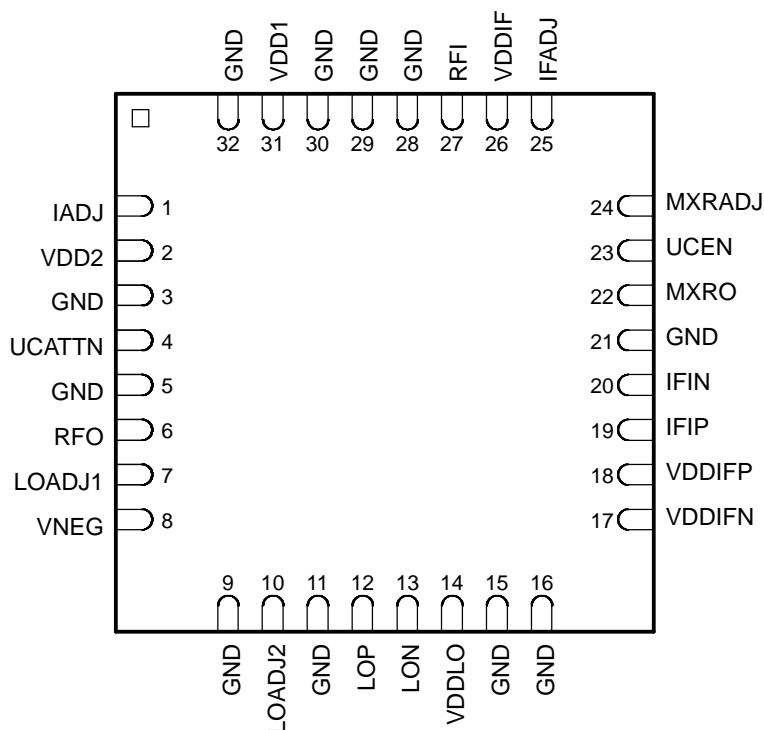 GND VDD1 GND GND GND RFI VDDIF IFADJ
32 31 30 29 28 27 26 25
IADJ 1
VDD2 2
GND 3
UCATTN 4
GND 5
RFO 6
LOADJ1 7
VNEG 8
24 MXRADJ
23 UCEN
22 MXRO
21 GND
20 IFIN
19 IFIP
18 VDDIFP
17 VDDIFN
9 10 11 12 13 14 15 16
GND LOADJ2 GND LOP LON VDDLO GND GND